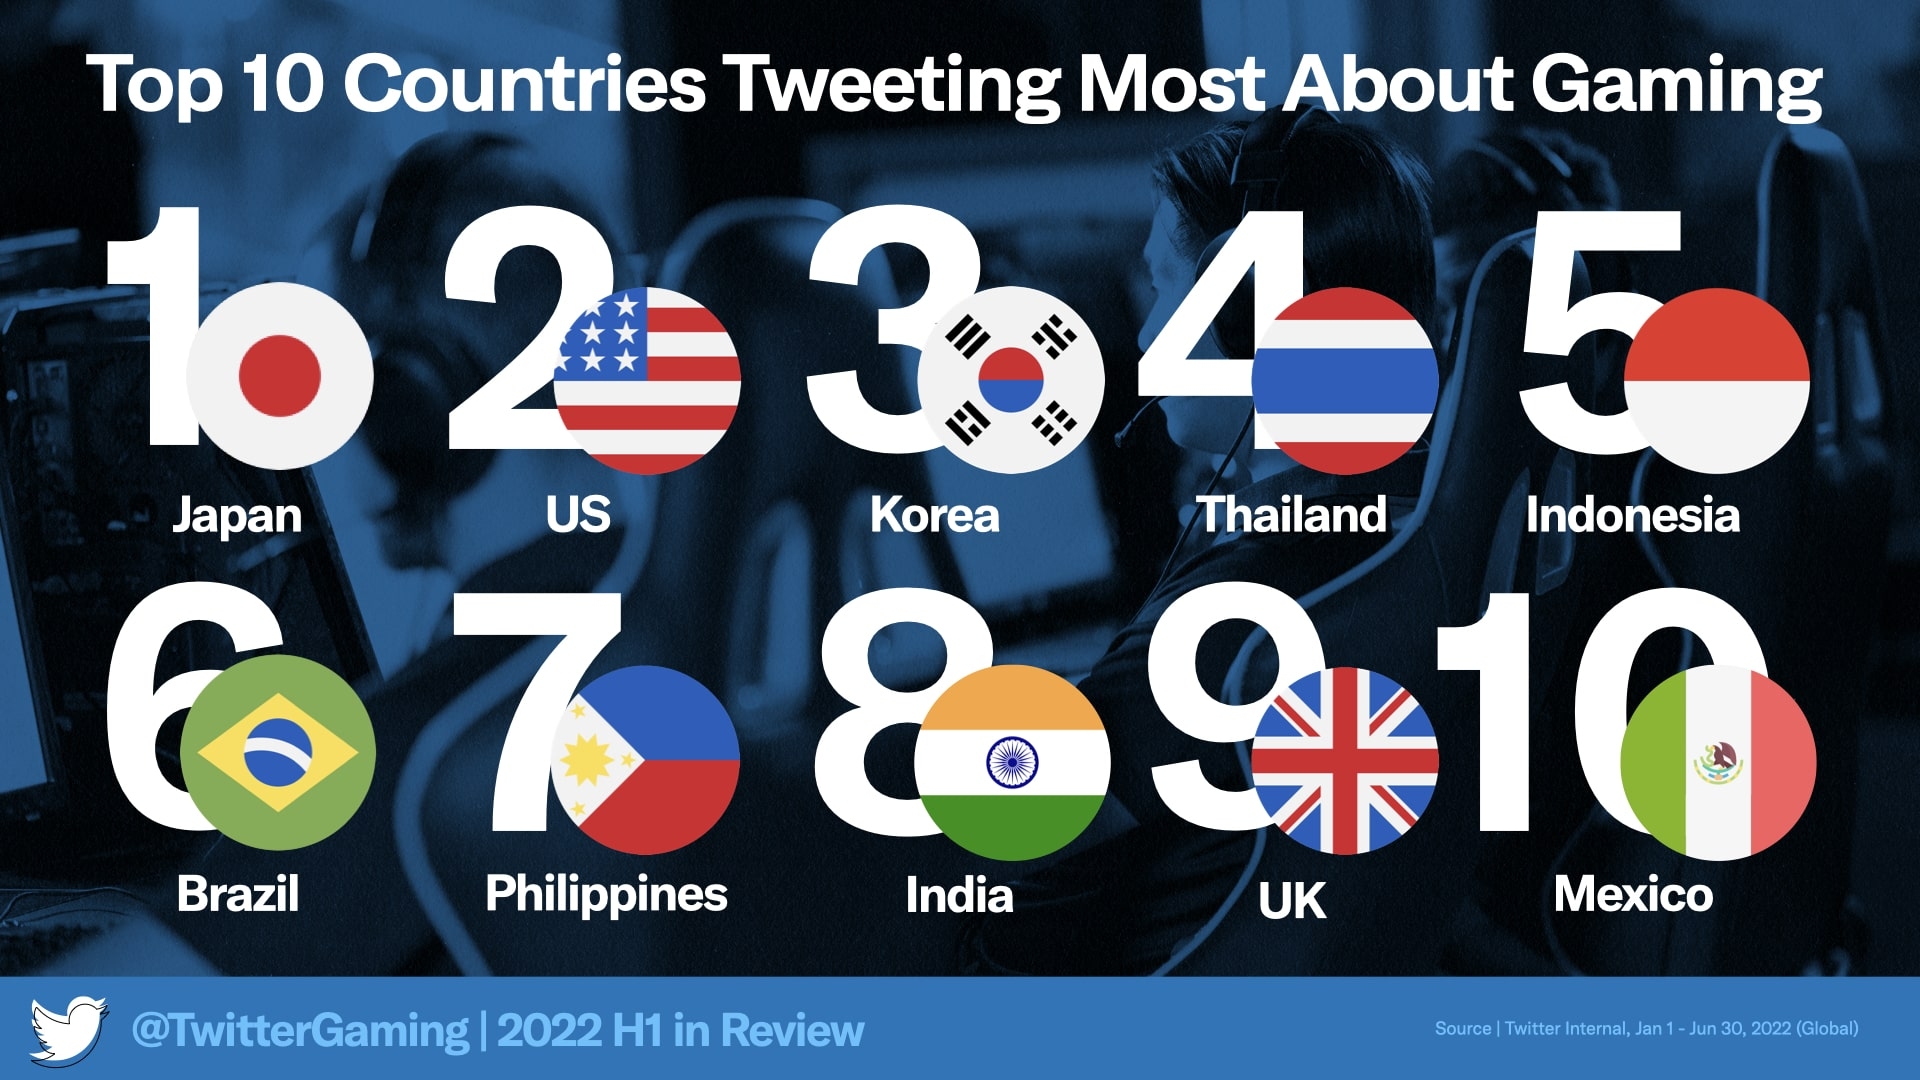 Top 10 Countries Tweeting Most About Gaming
1
Japan
2
US
3
Korea
4
Thailand
5
Indonesia
6
Brazil
7
Philippines
8
India
9
UK
10
Mexico
@TwitterGaming | 2022 H1 in Review
Source | Twitter Internal, Jan 1 - Jun 30, 2022 (Global)